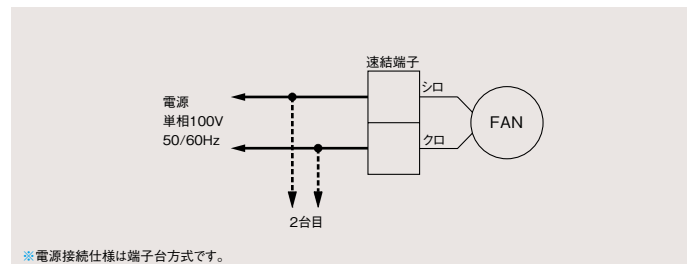 速結端子
シロ
電源
単相100V
50/60Hz
FAN
クロ
2台目
※電源接続仕様は端子台方式です。